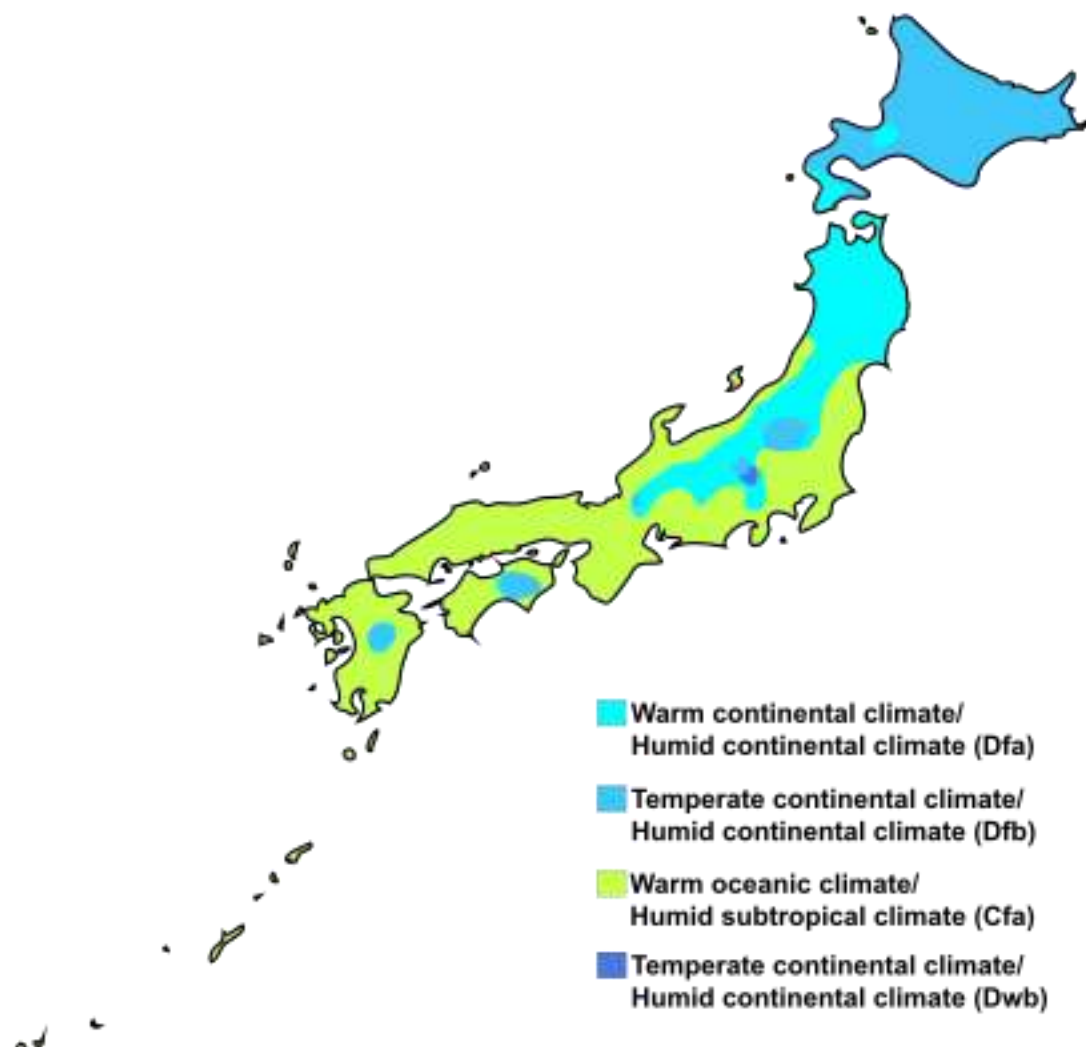 Warm continental climate/
Humid continental climate (Dfa)
Temperate continental climate/
Humid continental climate (Dfb)
Warm oceanic climate/
Humid subtropical climate (Cfa)
Temperate continental climate/
Humid continental climate (Dwb)